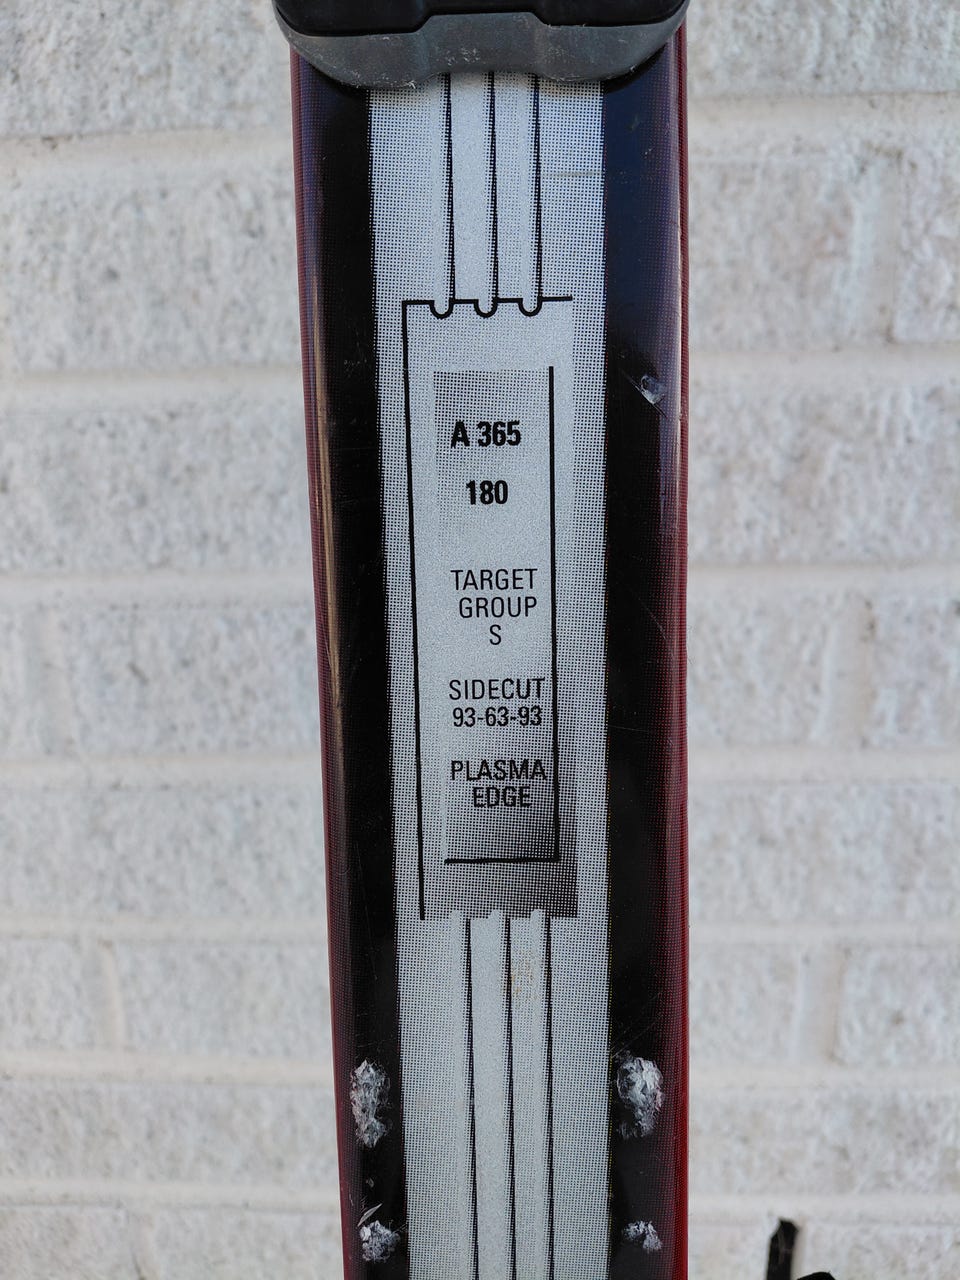 A 365
180
TARGET
GROUP
S
SIDECUT
93-63-93
PLASMA
EDGE